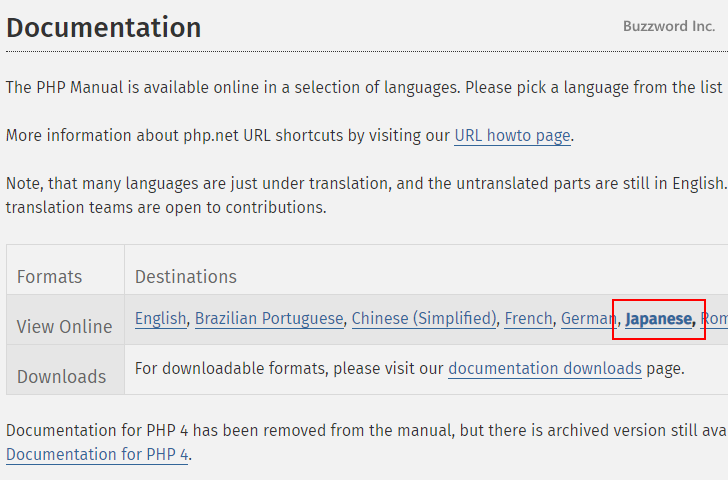 Documentation
Buzzword Inc.
The PHP Manual is available online in a selection of languages. Please pick a language from the list
More information about php.net URL shortcuts by visiting our URL howto page.
Note, that many languages are just under translation, and the untranslated parts are still in English.
translation teams are open to contributions.
Formats Destinations
View Online English, Brazilian Portuguese, Chinese (Simplified), French, German, Japanese, Rom
Downloads For downloadable formats, please visit our documentation downloads page.
Documentation for PHP 4 has been removed from the manual, but there is archived version still ava
Documentation for PHP 4.